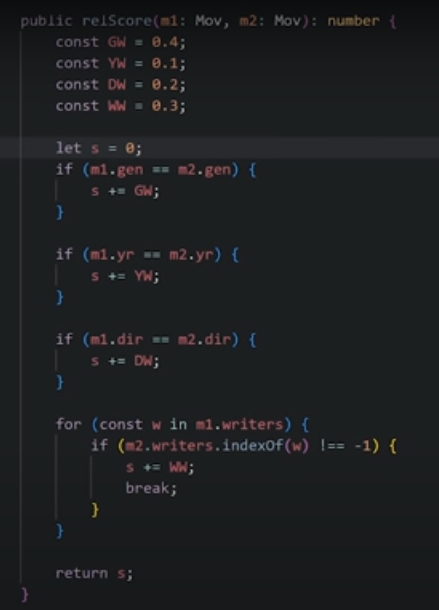 public relScore(m1: Mov, m2: Mov): number {
    const GW = 0.4;
    const YW = 0.1;
    const DW = 0.2;
    const WW = 0.3;

    let s = 0;
    if (m1.gen == m2.gen) {
        s += GW;
    }

    if (m1.yr == m2.yr) {
        s += YW;
    }

    if (m1.dir == m2.dir) {
        s += DW;
    }

    for (const w in m1.writers) {
        if (m2.writers.indexOf(w) !== -1) {
            s += WW;
            break;
        }
    }

    return s;
}